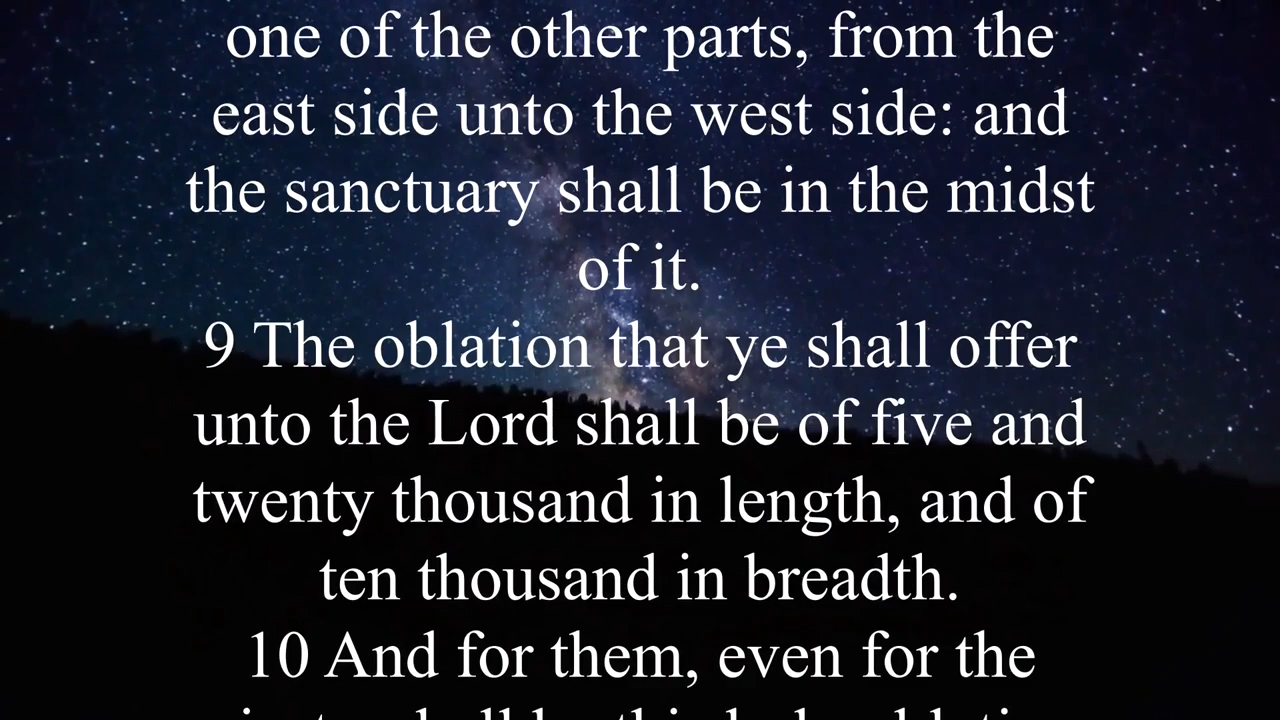 one of the other parts, from the
east side unto the west side: and
the sanctuary shall be in the midst
of it.
9 The oblation that ye shall offer
unto the Lord shall be of five and
twenty thousand in length, and of
ten thousand in breadth.
10 And for them, even for the